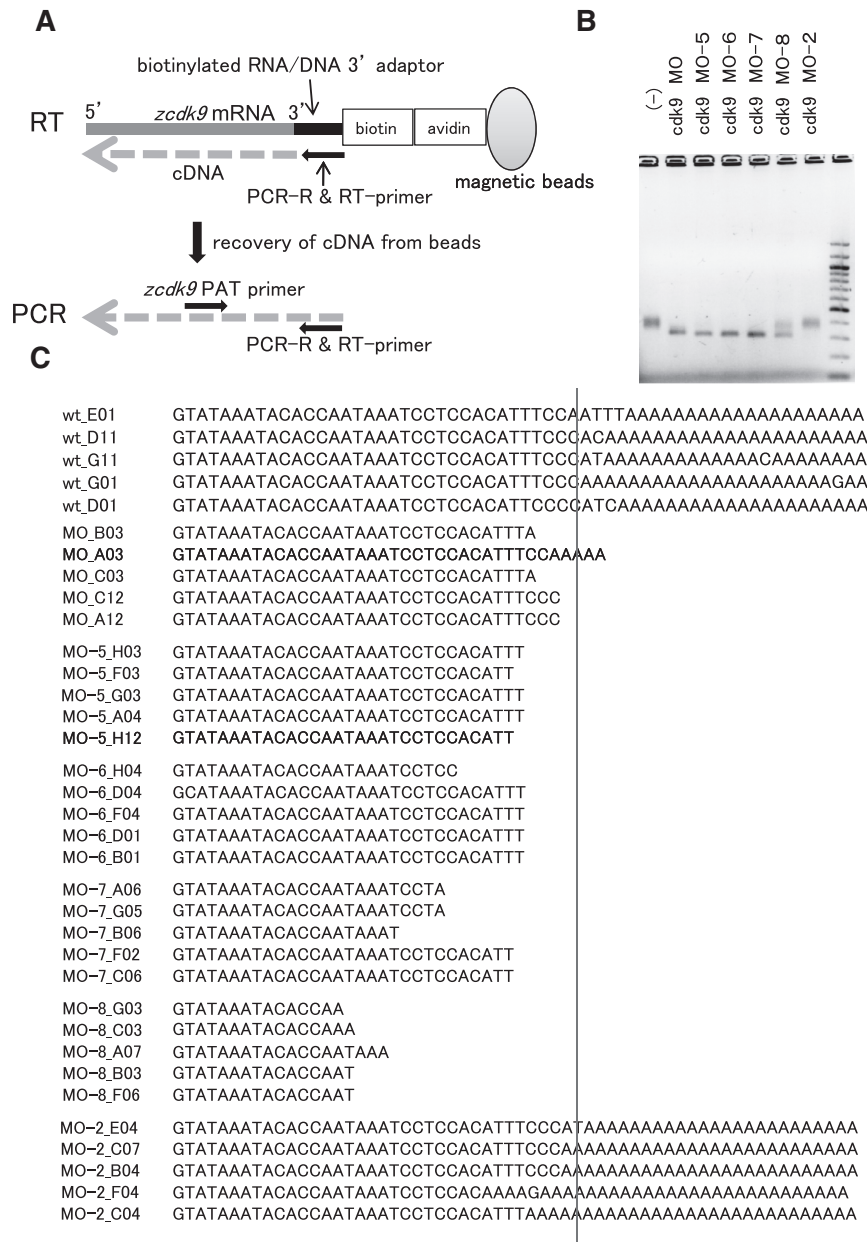 A
biotinylated RNA/DNA 3' adaptor
RT
5'
zcdk9 mRNA
3'
biotin
avidin
cDNA
PCR-R & RT-primer
magnetic beads
recovery of cDNA from beads
zcdk9 PAT primer
PCR
PCR-R & RT-primer
B
(-)
cdk9 MO
cdk9 MO-5
cdk9 MO-6
cdk9 MO-7
cdk9 MO-8
cdk9 MO-2
C
wt_E01 GTATAAATACACCAATAAATCCTCCACATTTCCAATTTAAAAAAAAAAAAAAAAAAAAA
wt_D11 GTATAAATACACCAATAAATCCTCCACATTTCCCACAAAAAAAAAAAAAAAAAAAAAAA
wt_G11 GTATAAATACACCAATAAATCCTCCACATTTCCCATAAAAAAAAAAAAACAAAAAAAA
wt_G01 GTATAAATACACCAATAAATCCTCCACATTTCCCAAAAAAAAAAAAAAAAAAAAAAGAA
wt_D01 GTATAAATACACCAATAAATCCTCCACATTCCCCATCAAAAAAAAAAAAAAAAAAAAAA
MO_B03 GTATAAATACACCAATAAATCCTCCACATTTA
MO_A03 GTATAAATACACCAATAAATCCTCCACATTTCCAAAAA
MO_C03 GTATAAATACACCAATAAATCCTCCACATTTA
MO_C12 GTATAAATACACCAATAAATCCTCCACATTTCCC
MO_A12 GTATAAATACACCAATAAATCCTCCACATTTCCC
MO-5_H03 GTATAAATACACCAATAAATCCTCCACATTT
MO-5_F03 GTATAAATACACCAATAAATCCTCCACATT
MO-5_G03 GTATAAATACACCAATAAATCCTCCACATTT
MO-5_A04 GTATAAATACACCAATAAATCCTCCACATTT
MO-5_H12 GTATAAATACACCAATAAATCCTCCACATT
MO-6_H04 GTATAAATACACCAATAAATCCTCC
MO-6_D04 GCATAAATACACCAATAAATCCTCCACATTT
MO-6_F04 GTATAAATACACCAATAAATCCTCCACATTT
MO-6_D01 GTATAAATACACCAATAAATCCTCCACATTT
MO-6_B01 GTATAAATACACCAATAAATCCTCCACATTT
MO-7_A06 GTATAAATACACCAATAAATCCTA
MO-7_G05 GTATAAATACACCAATAAATCCTA
MO-7_B06 GTATAAATACACCAATAAAT
MO-7_F02 GTATAAATACACCAATAAATCCTCCACATT
MO-7_C06 GTATAAATACACCAATAAATCCTCCACATT
MO-8_G03 GTATAAATACACCAA
MO-8_C03 GTATAAATACACCAAA
MO-8_A07 GTATAAATACACCAATAAA
MO-8_B03 GTATAAATACACCAAT
MO-8_F06 GTATAAATACACCAAT
MO-2_E04 GTATAAATACACCAATAAATCCTCCACATTTCCCATAAAAAAAAAAAAAAAAAAAAAAA
MO-2_C07 GTATAAATACACCAATAAATCCTCCACATTTCCCAAAAAAAAAAAAAAAAAAAAAAAAA
MO-2_B04 GTATAAATACACCAATAAATCCTCCACATTTCCCAAAAAAAAAAAAAAAAAAAAAAAAA
MO-2_F04 GTATAAATACACCAATAAATCCTCCACAAAAGAAAAAAAAAAAAAAAAAAAAAAAAAA
MO-2_C04 GTATAAATACACCAATAAATCCTCCACATTTAAAAAAAAAAAAAAAAAAAAAAAAAAAA